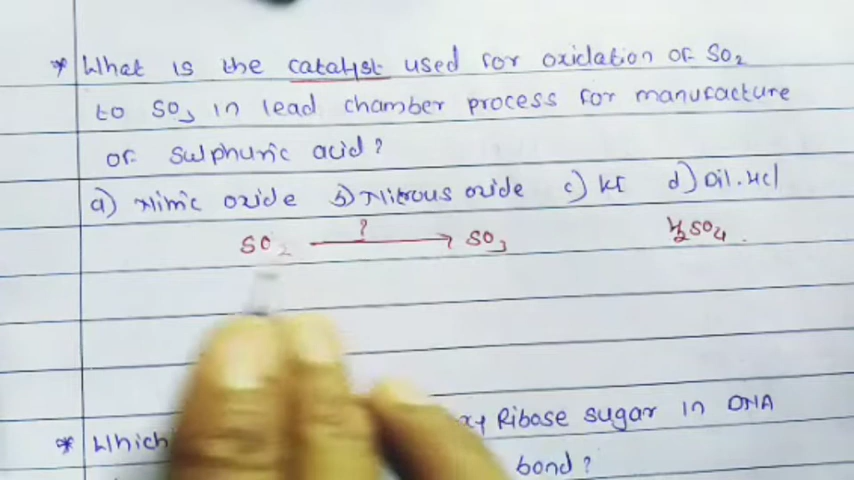 * What is the catalyst used for oxidation of SO2
to SO3 in lead chamber process for manufacture
of sulphuric acid?
a) Nitric oxide b) Nitrous oxide c) KI d) Dil.Hcl
SO2 ?→ SO3 H2SO4.
* Which Ribose sugar in DNA
bond?